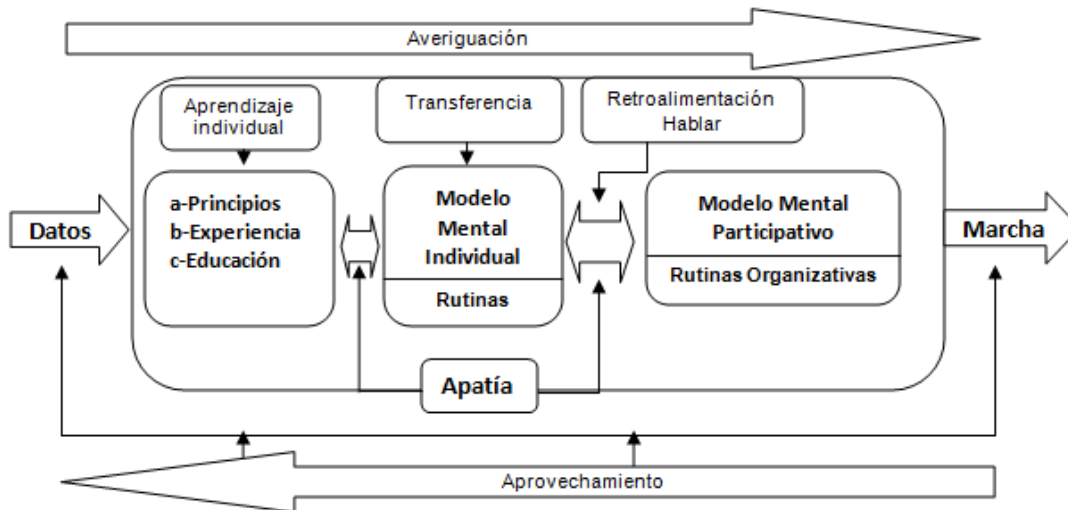 Averiguación
Aprendizaje
individual
Transferencia
Retroalimentación
Hablar
Datos
a-Principios
b-Experiencia
c-Educación
Modelo
Mental
Individual
Rutinas
Modelo Mental
Participativo
Rutinas Organizativas
Marcha
Apatía
Aprovechamiento